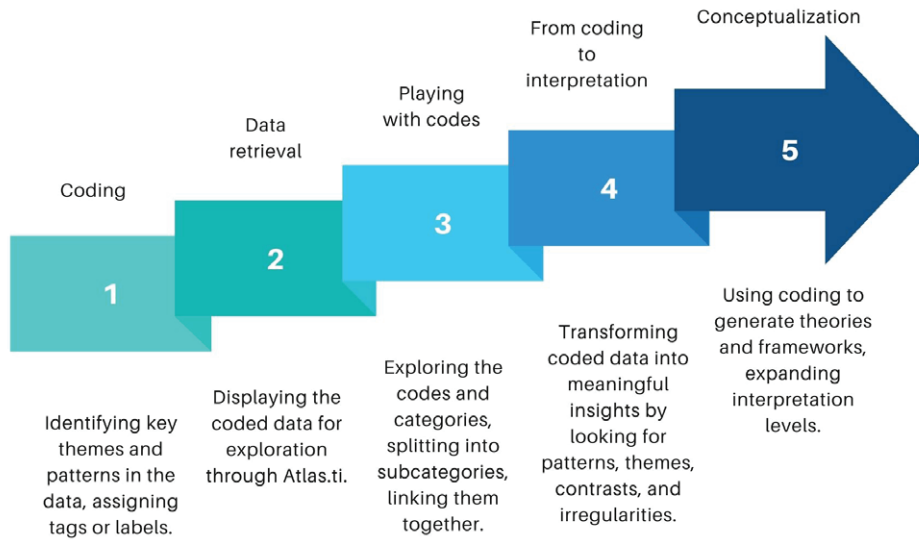 Coding
1
Identifying key
themes and
patterns in the
data, assigning
tags or labels.
Data
retrieval
2
Displaying the
coded data for
exploration
through Atlas.ti.
Playing
with codes
3
Exploring the
codes and
categories,
splitting into
subcategories,
linking them
together.
From coding
to
interpretation
4
Transforming
coded data into
meaningful
insights by
looking for
patterns, themes,
contrasts, and
irregularities.
Conceptualization
5
Using coding to
generate theories
and frameworks,
expanding
interpretation
levels.